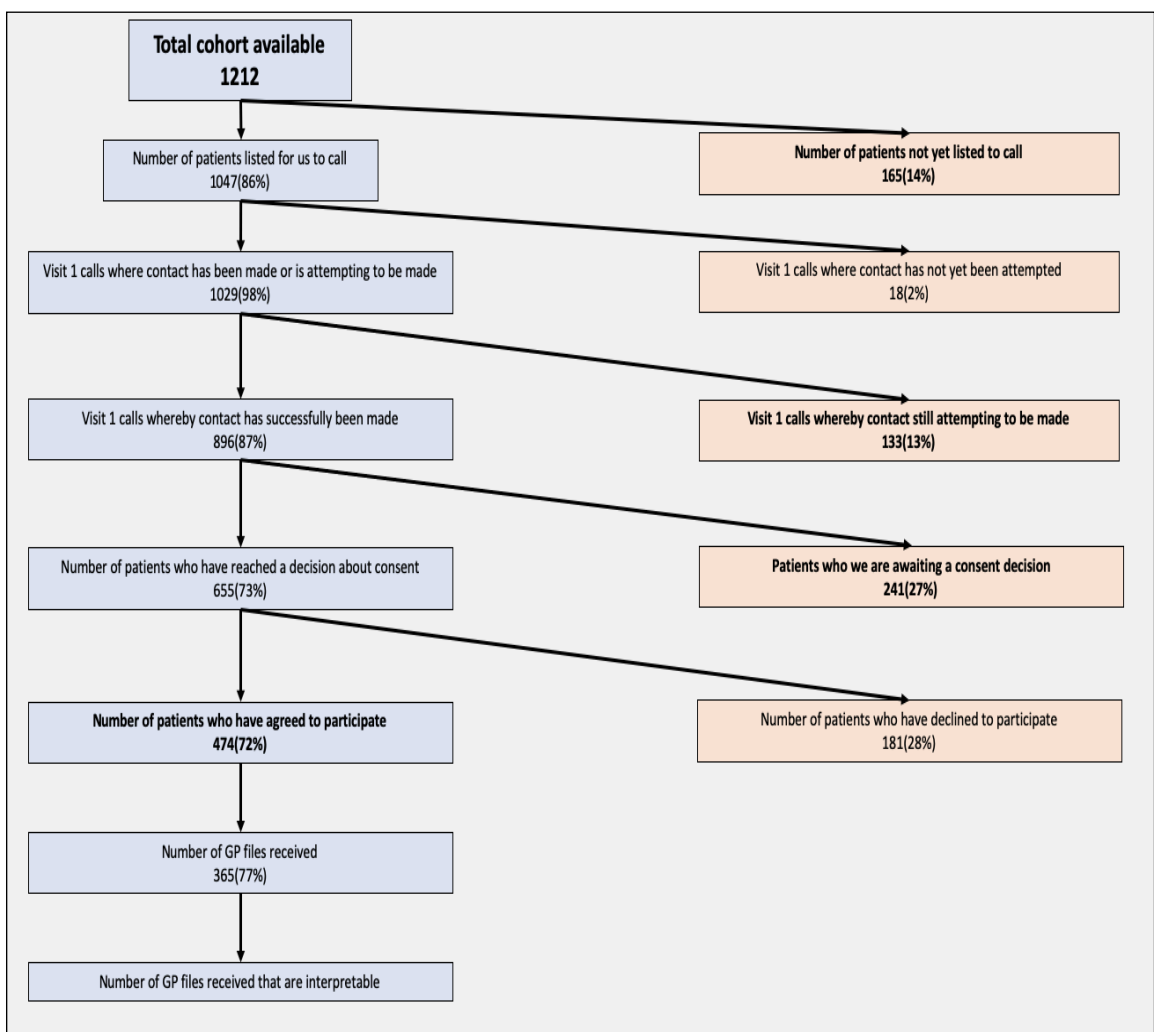 Total cohort available
1212
Number of patients listed for us to call
1047(86%)
Number of patients not yet listed to call
165(14%)
Visit 1 calls where contact has been made or is attempting to be made
1029(98%)
Visit 1 calls where contact has not yet been attempted
18(2%)
Visit 1 calls whereby contact has successfully been made
896(87%)
Visit 1 calls whereby contact still attempting to be made
133(13%)
Number of patients who have reached a decision about consent
655(73%)
Patients who we are awaiting a consent decision
241(27%)
Number of patients who have agreed to participate
474(72%)
Number of patients who have declined to participate
181(28%)
Number of GP files received
365(77%)
Number of GP files received that are interpretable